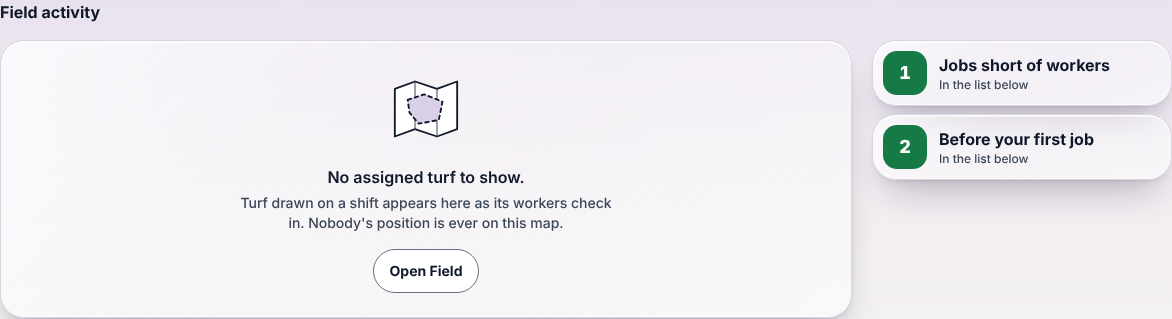 Field activity
No assigned turf to show.
Turf drawn on a shift appears here as its workers check
in. Nobody's position is ever on this map.
Open Field
1
Jobs short of workers
In the list below
2
Before your first job
In the list below